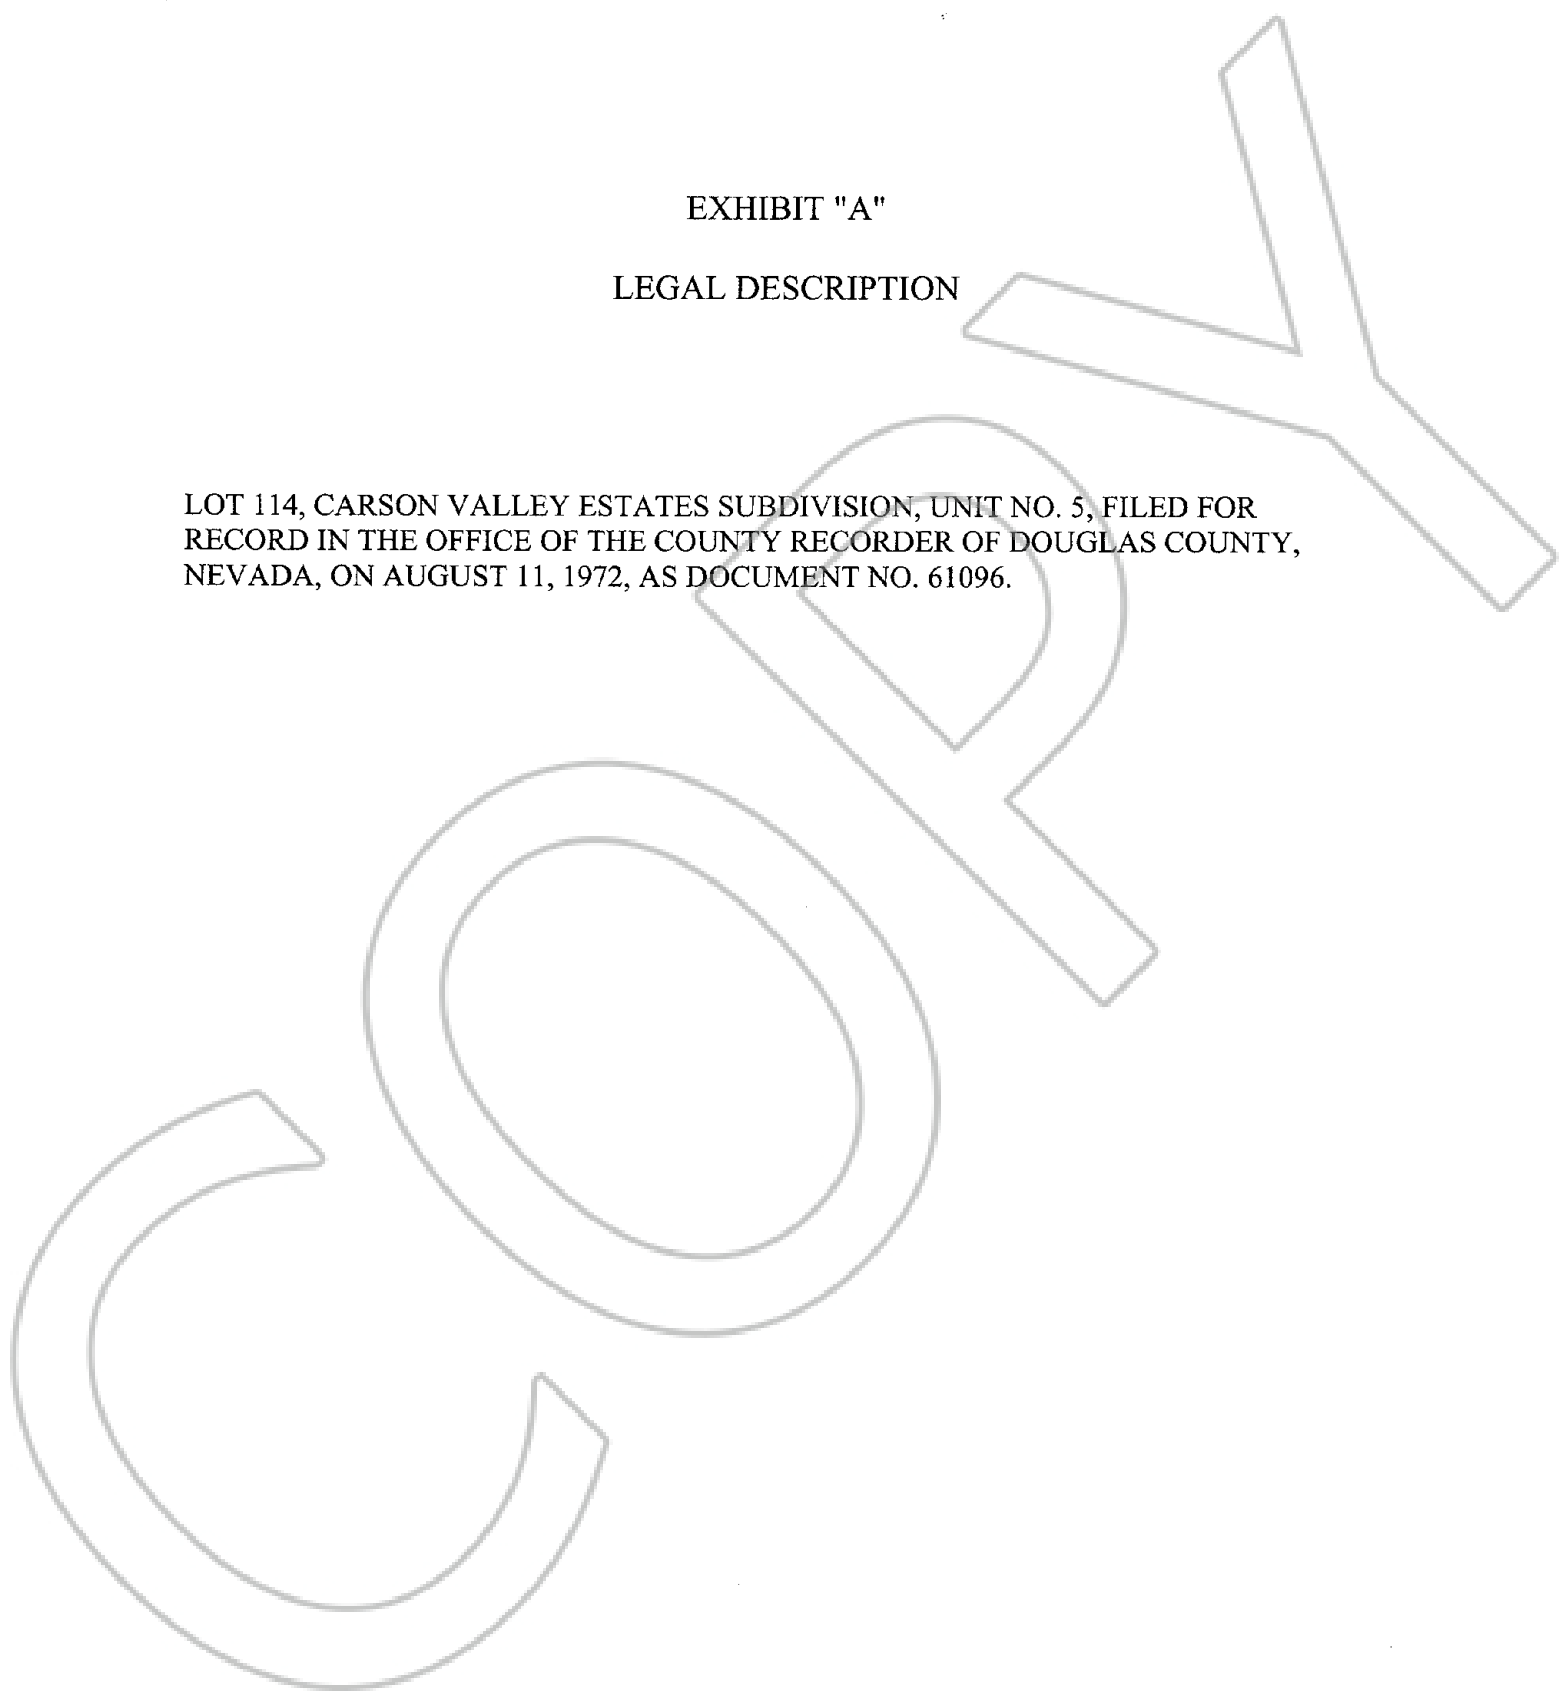 EXHIBIT "A"
LEGAL DESCRIPTION
LOT 114, CARSON VALLEY ESTATES SUBDIVISION, UNIT NO. 5, FILED FOR
RECORD IN THE OFFICE OF THE COUNTY RECORDER OF DOUGLAS COUNTY,
NEVADA, ON AUGUST 11, 1972, AS DOCUMENT NO. 61096.
COPY